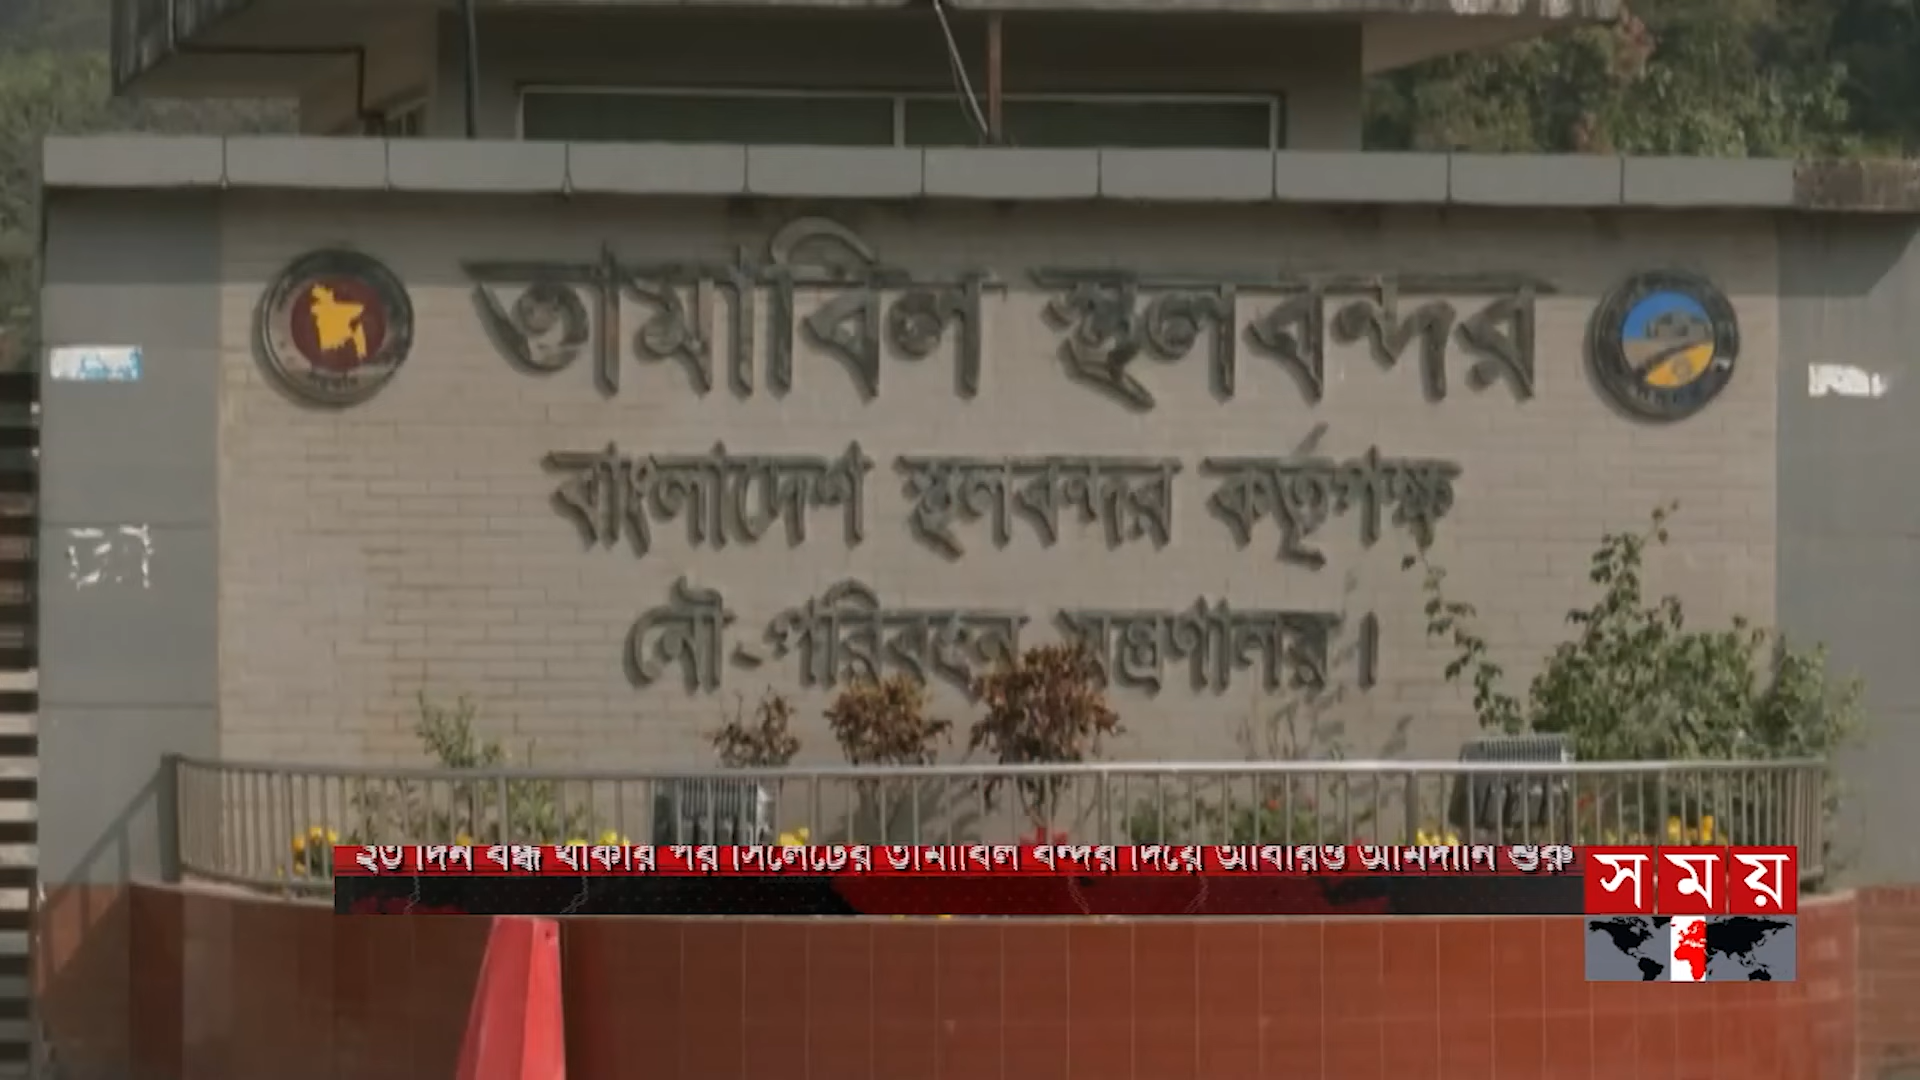 তামাবিল স্থলবন্দর
বাংলাদেশ স্থলবন্দর কর্তৃপক্ষ
নৌ-পরিবহন মন্ত্রণালয়।
দিন বন্ধ থাকার পর সিলেটের তামাবিল বন্দর দিয়ে আবারও আমদানি শুরু
সময়